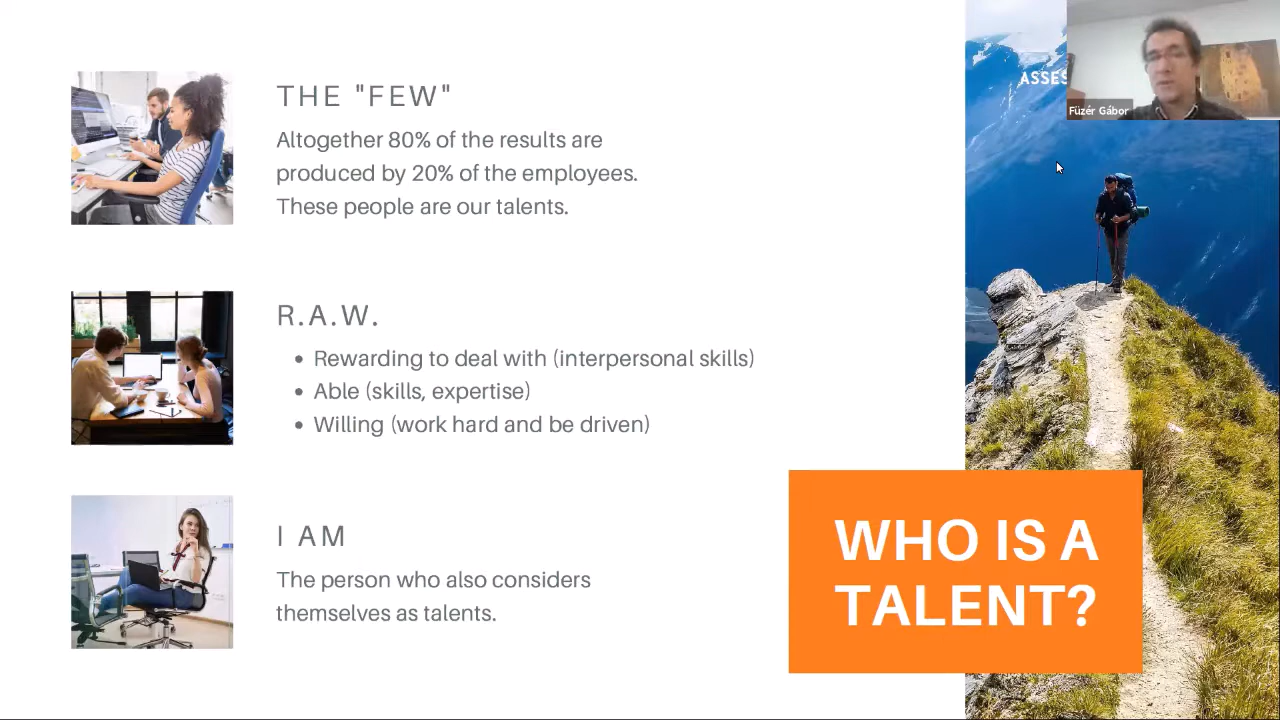 THE "FEW"
Altogether 80% of the results are
produced by 20% of the employees.
These people are our talents.
R.A.W.
• Rewarding to deal with (interpersonal skills)
• Able (skills, expertise)
• Willing (work hard and be driven)
I AM
The person who also considers
themselves as talents.
ASSES
Füzér Gábor
WHO IS A
TALENT?